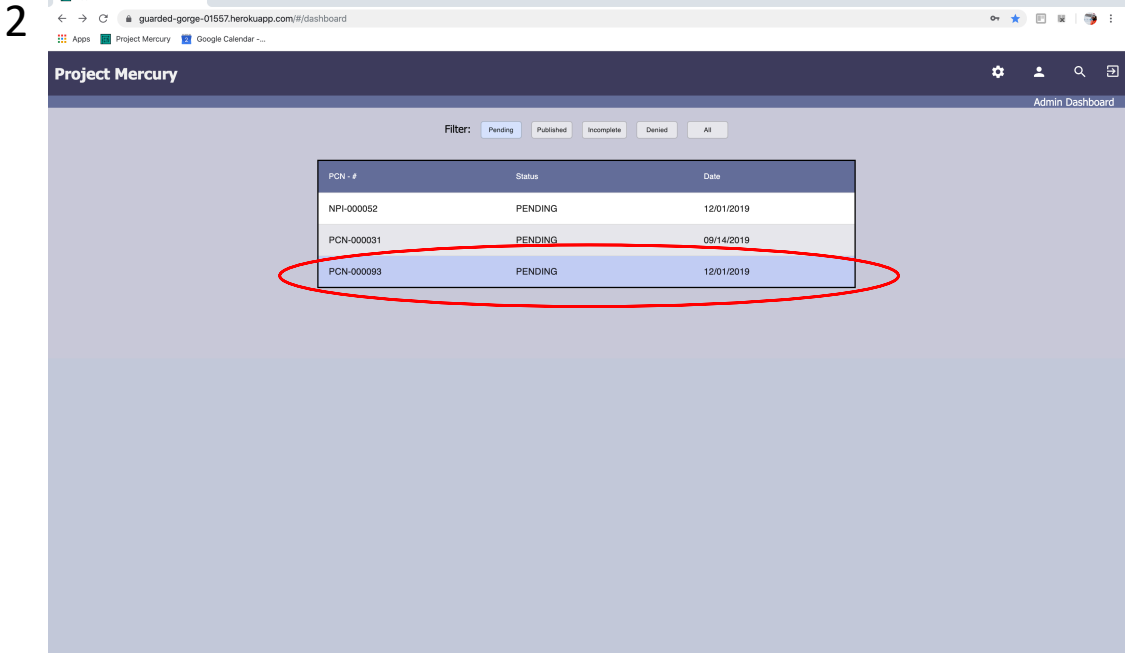 2
guarded-gorge-01557.herokuapp.com/#/dashboard
Apps Project Mercury 2 Google Calendar -...
Project Mercury
Admin Dashboard
Filter: Pending Published Incomplete Denied All
PCN - # Status Date
NPI-000052 PENDING 12/01/2019
PCN-000031 PENDING 09/14/2019
PCN-000093 PENDING 12/01/2019